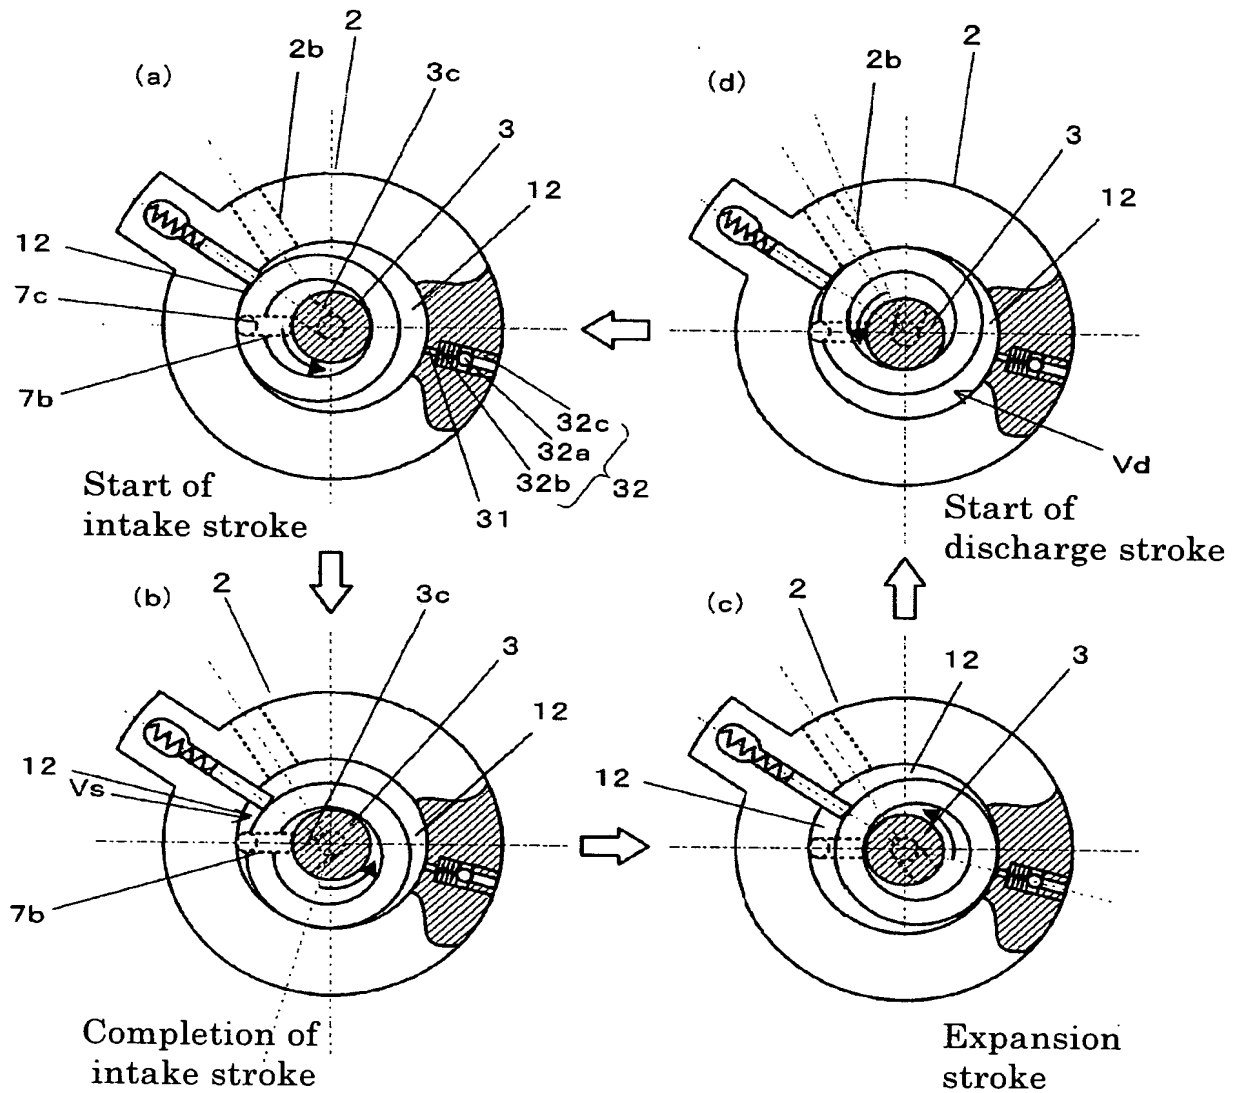 (a)
2
2b
3c
3
12
12
7c
7b
32c
32a
32b
32
31
Start of
intake stroke
(d)
2b
2
3
12
Vd
Start of
discharge stroke
(b)
2
3c
3
12
12
Vs
7b
Completion of
intake stroke
(c)
2
12
3
12
Expansion
stroke